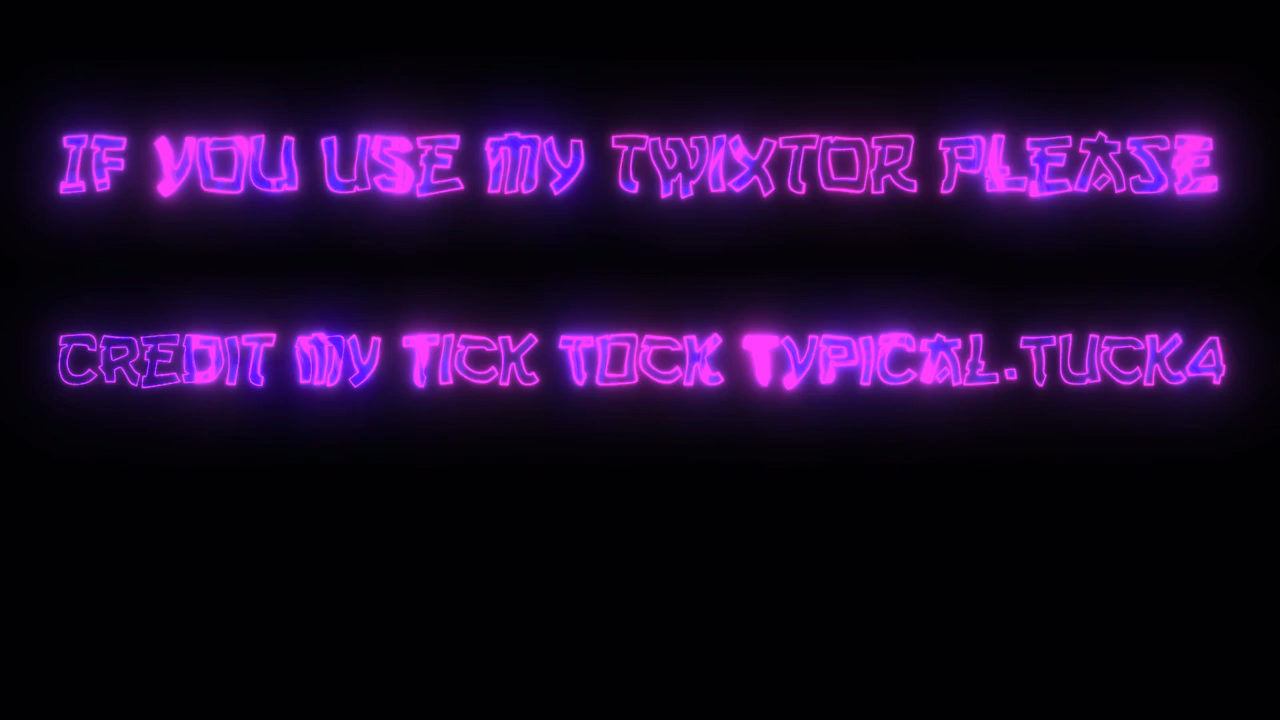 IF YOU USE MY TWIXTOR PLEASE
CREDIT MY TICK TOCK TYPICAL.TUCK4